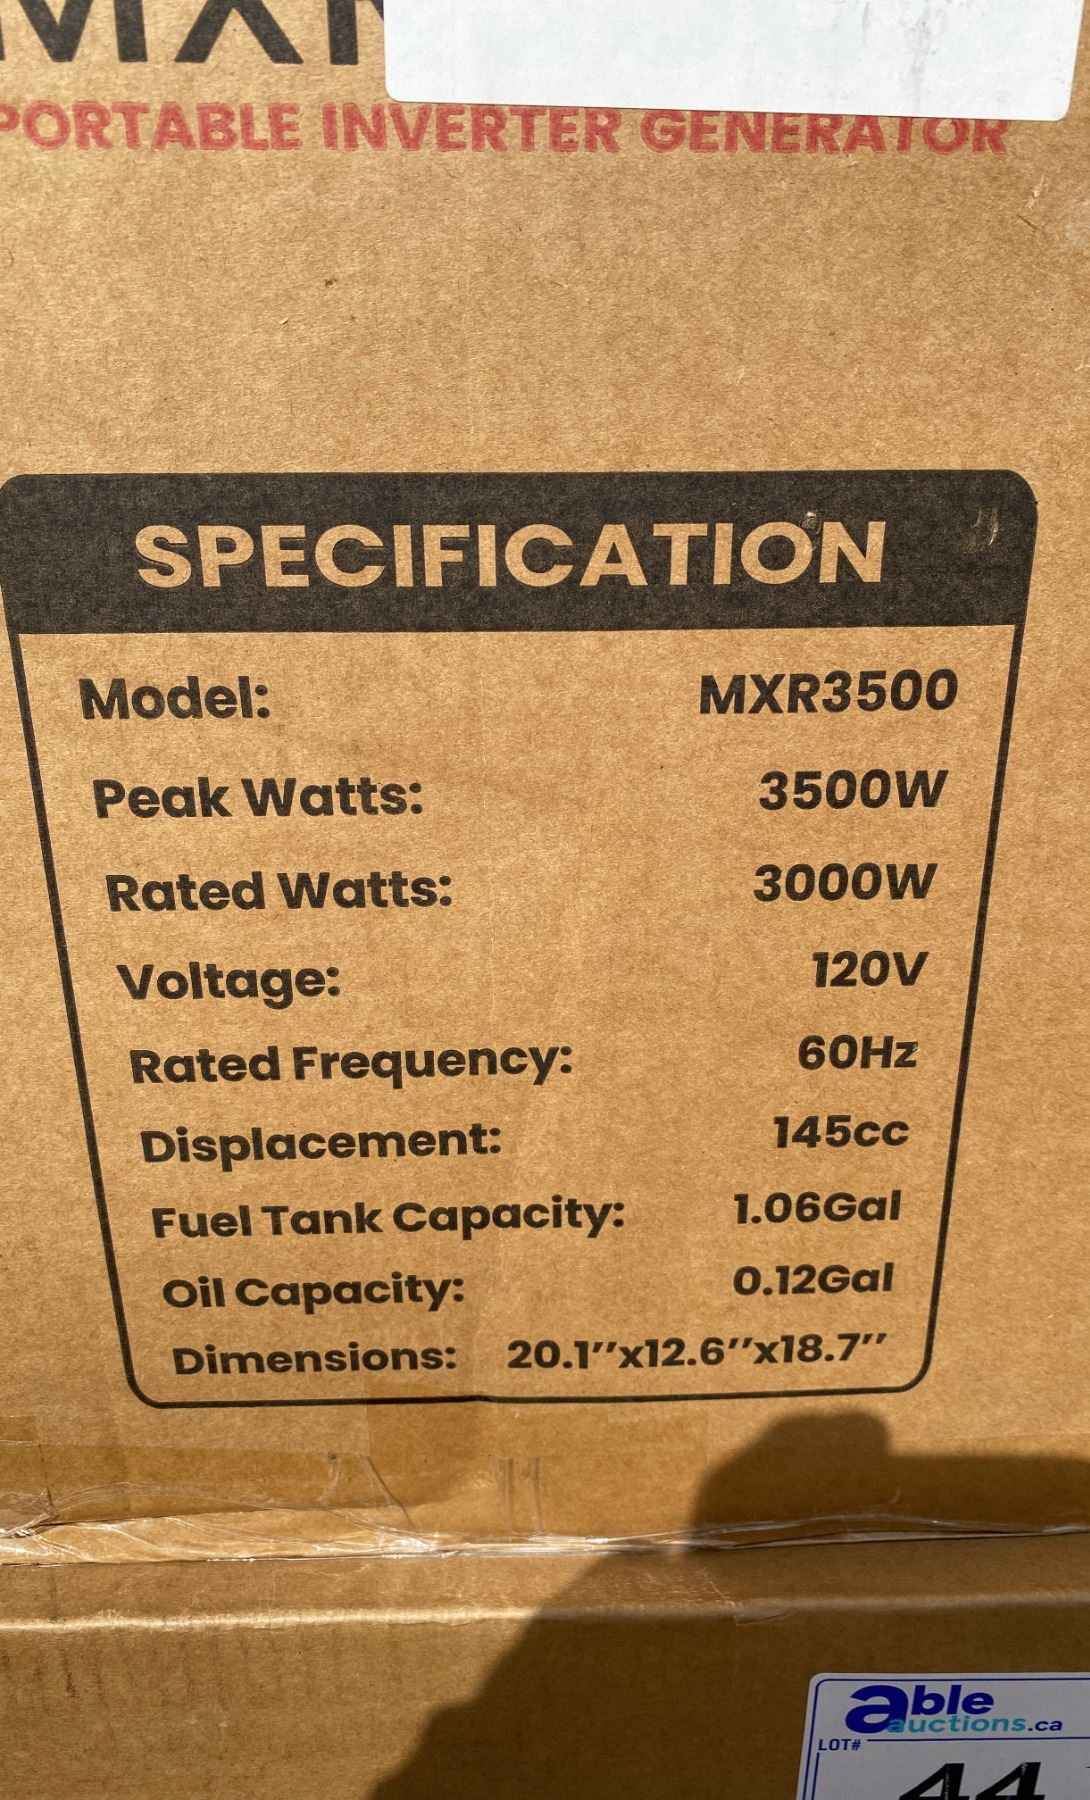 PORTABLE INVERTER GENERATOR
SPECIFICATION
Model: MXR3500
Peak Watts: 3500W
Rated Watts: 3000W
Voltage: 120V
Rated Frequency: 60Hz
Displacement: 145cc
Fuel Tank Capacity: 1.06Gal
Oil Capacity: 0.12Gal
Dimensions: 20.1’’x12.6’’x18.7’’
able
auctions.ca
LOT#
44